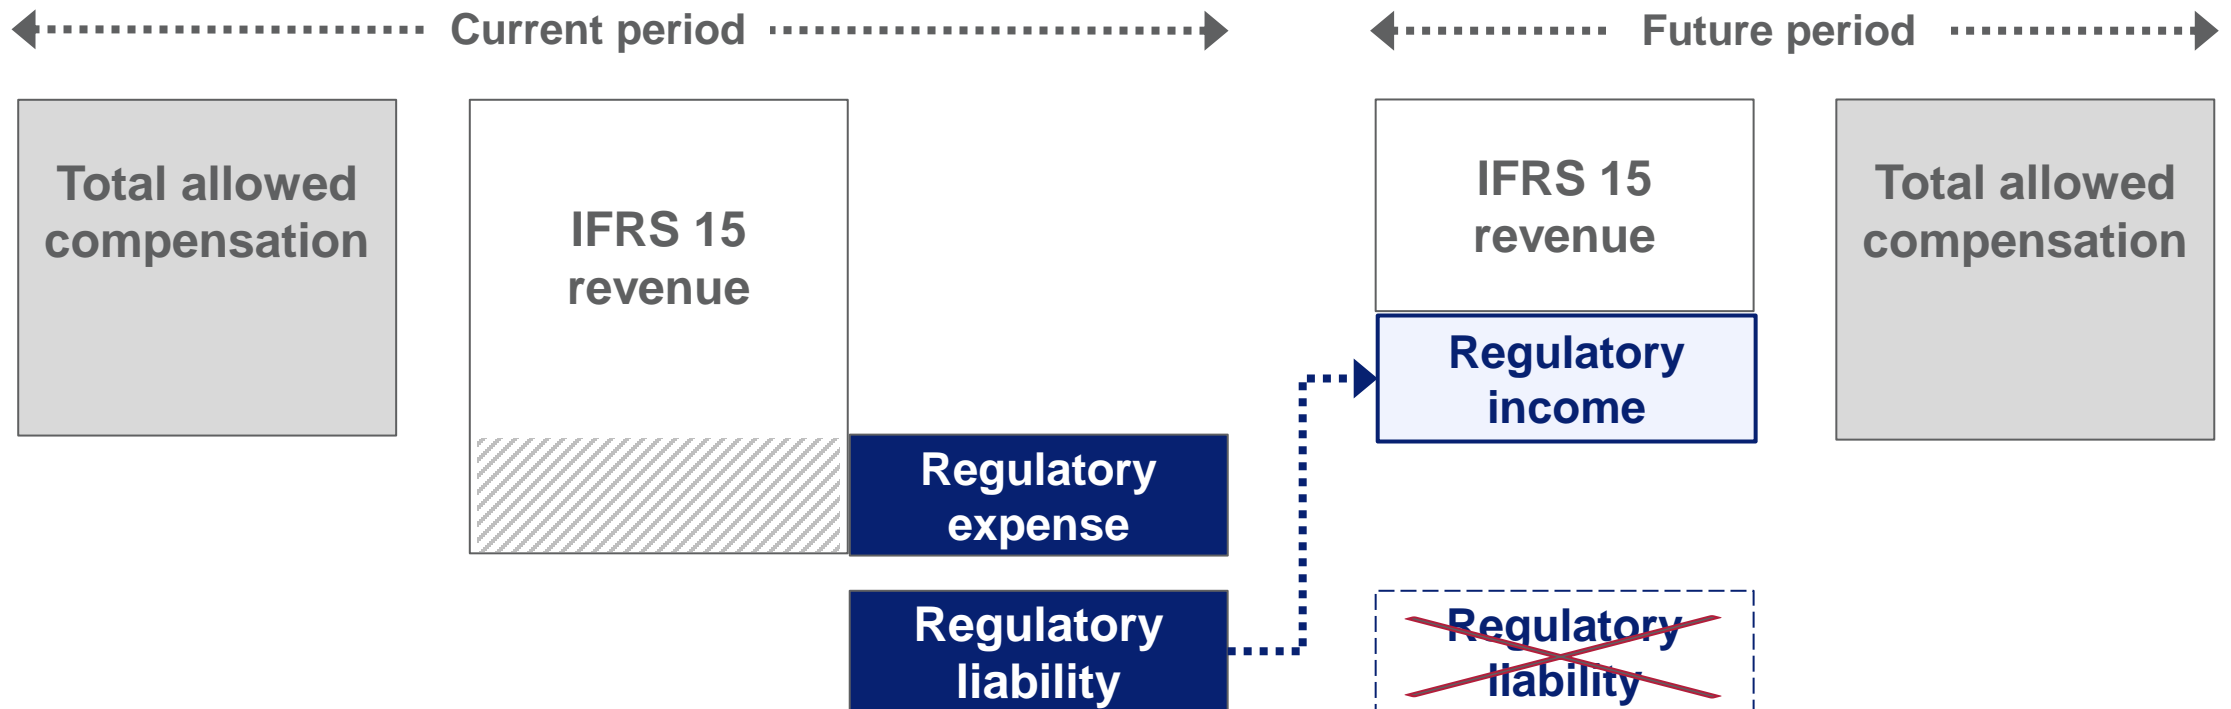 Current period
Future period
Total allowed
compensation
IFRS 15
revenue
Regulatory
expense
Regulatory
liability
IFRS 15
revenue
Regulatory
income
Regulatory
liability
Total allowed
compensation